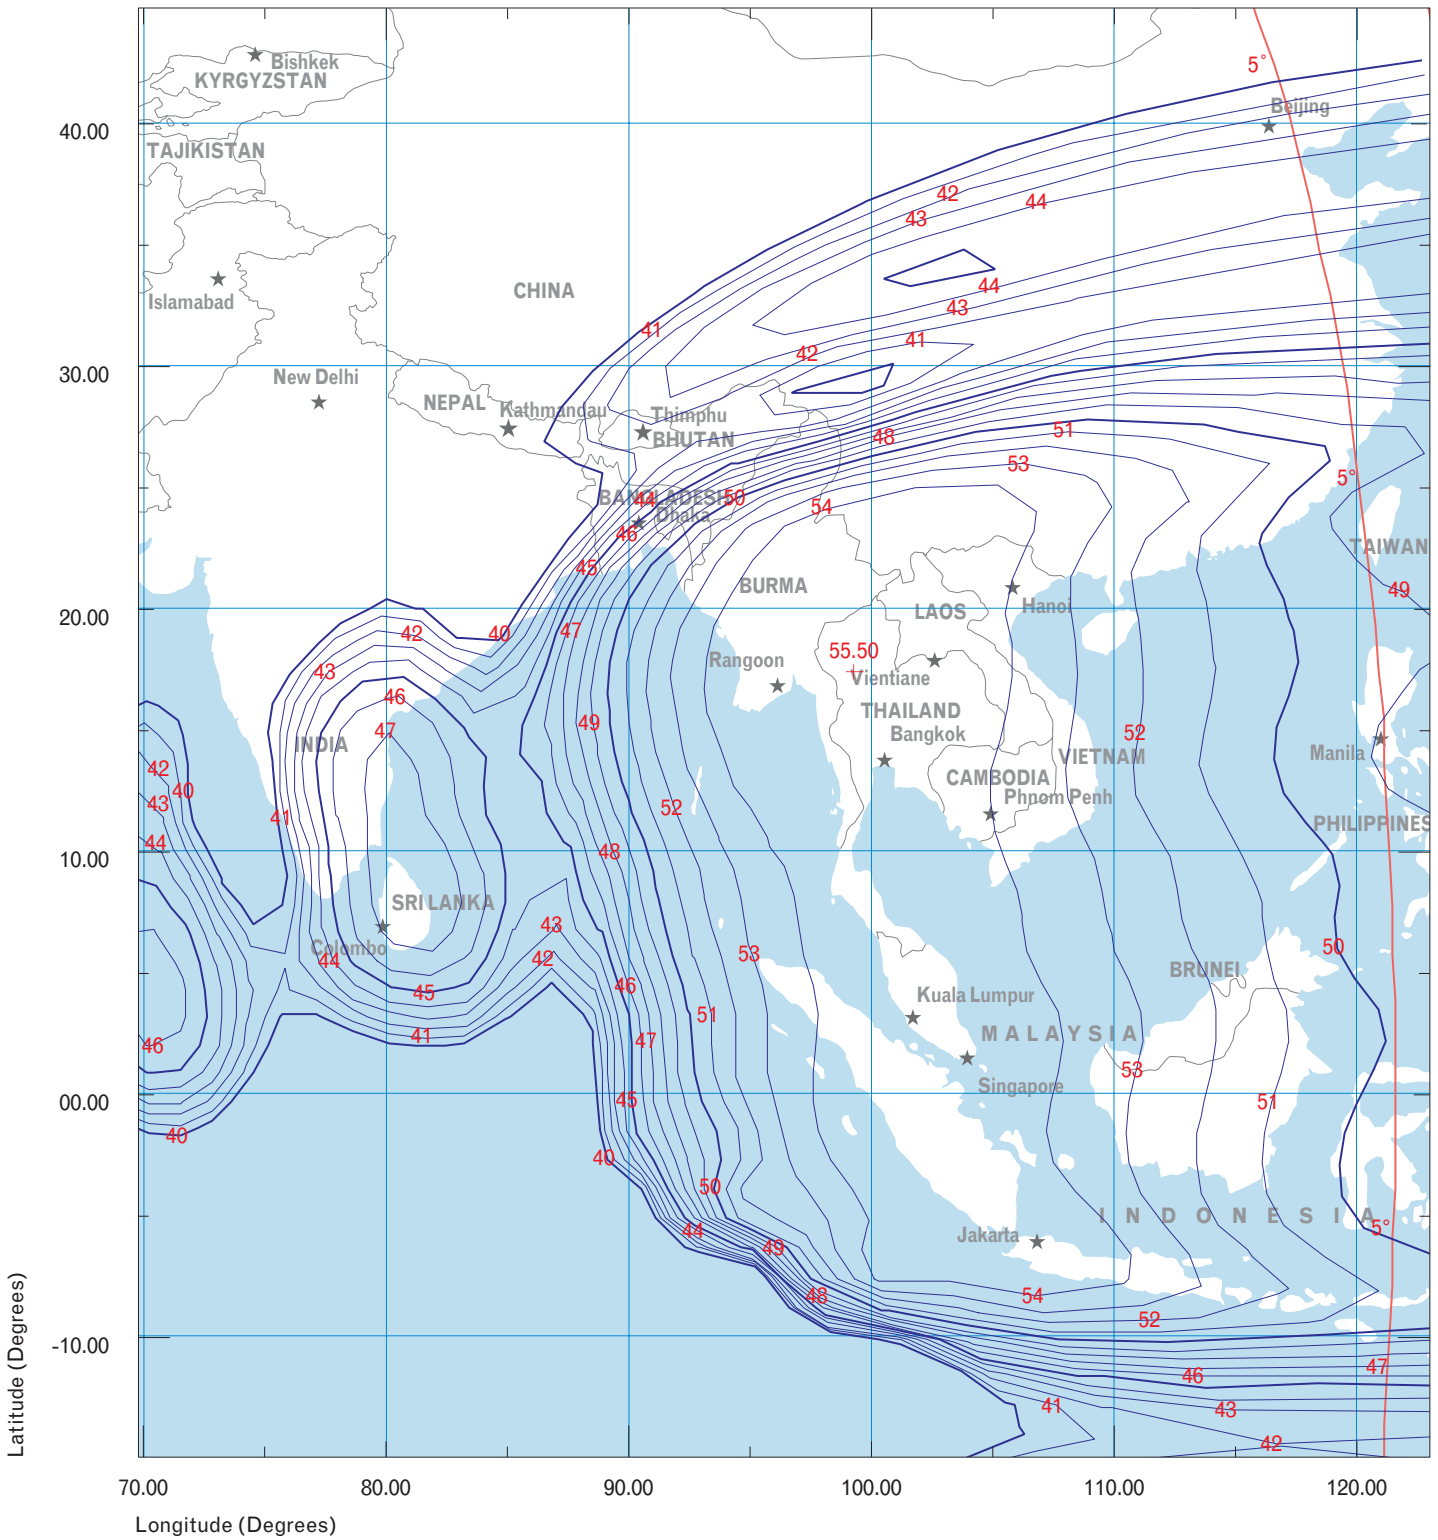 5°
Bishkek
KYRGYZSTAN
Beijing
40.00
TAJIKISTAN
42
44
43
Islamabad
CHINA
44
43
41
41
42
30.00
New Delhi
NEPAL
Kathmandau
Thimphu
BHUTAN
48
51
53
5°
BANGLADESH
44
50
54
Dhaka
46
TAIWAN
45
BURMA
49
Hanoi
LAOS
20.00
42
40
47
55.50
Rangoon
43
Vientiane
46
THAILAND
49
47
Bangkok
52
INDIA
VIETNAM
Manila
42
CAMBODIA
40
43
Phnom Penh
52
41
PHILIPPINES
44
48
10.00
SRI LANKA
43
Colombo
44
42
53
50
BRUNEI
45
46
Kuala Lumpur
51
MALAYSIA
41
47
46
53
Singapore
00.00
45
51
40
40
50
INDONESIA
44
5°
Jakarta
49
48
54
52
-10.00
47
46
41
43
42
Latitude (Degrees)
70.00 80.00 90.00 100.00 110.00 120.00
Longitude (Degrees)